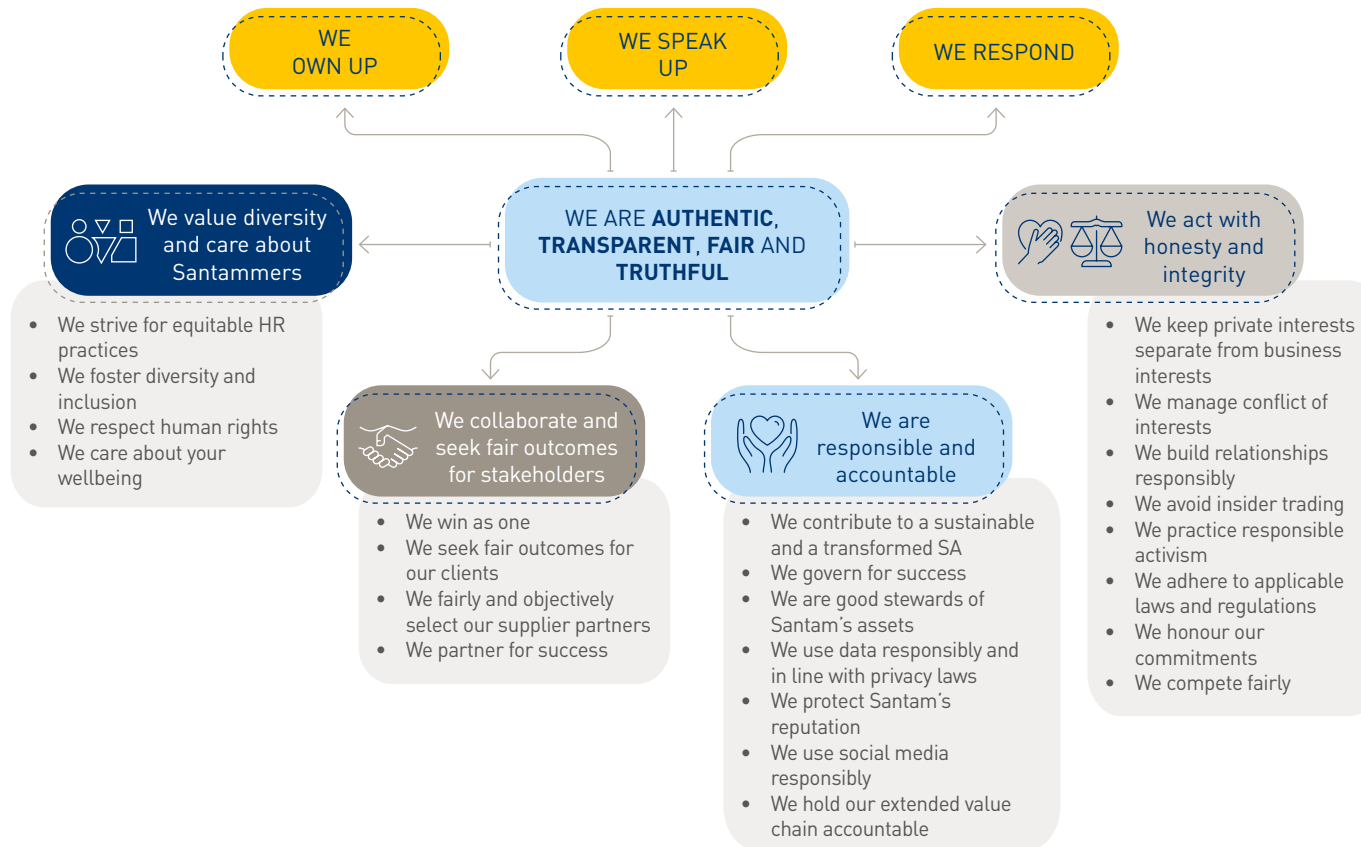 WE
OWN UP
WE SPEAK
UP
WE RESPOND
WE ARE AUTHENTIC,
TRANSPARENT, FAIR AND
TRUTHFUL
We value diversity
and care about
Santammers
• We strive for equitable HR
practices
• We foster diversity and
inclusion
• We respect human rights
• We care about your
wellbeing
We collaborate and
seek fair outcomes
for stakeholders
• We win as one
• We seek fair outcomes for
our clients
• We fairly and objectively
select our supplier partners
• We partner for success
We are
responsible and
accountable
• We contribute to a sustainable
and a transformed SA
• We govern for success
• We are good stewards of
Santam’s assets
• We use data responsibly and
in line with privacy laws
• We protect Santam’s
reputation
• We use social media
responsibly
• We hold our extended value
chain accountable
We act with
honesty and
integrity
• We keep private interests
separate from business
interests
• We manage conflict of
interests
• We build relationships
responsibly
• We avoid insider trading
• We practice responsible
activism
• We adhere to applicable
laws and regulations
• We honour our
commitments
• We compete fairly